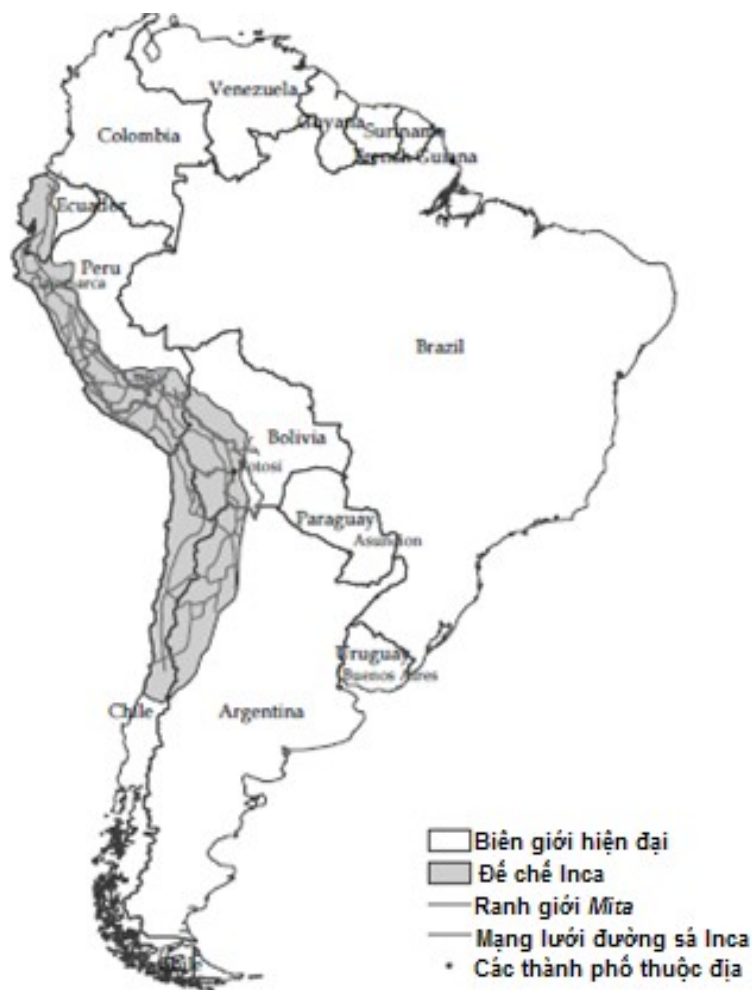 Venezuela
Guyana
Colombia
Suriname
French Guiana
Ecuador
Peru
Brazil
Bolivia
Potosi
Paraguay
Asuncion
Uruguay
Buenos Aires
Chile
Argentina
Biên giới hiện đại
Đế chế Inca
Ranh giới Mita
Mạng lưới đường sá Inca
Các thành phố thuộc địa